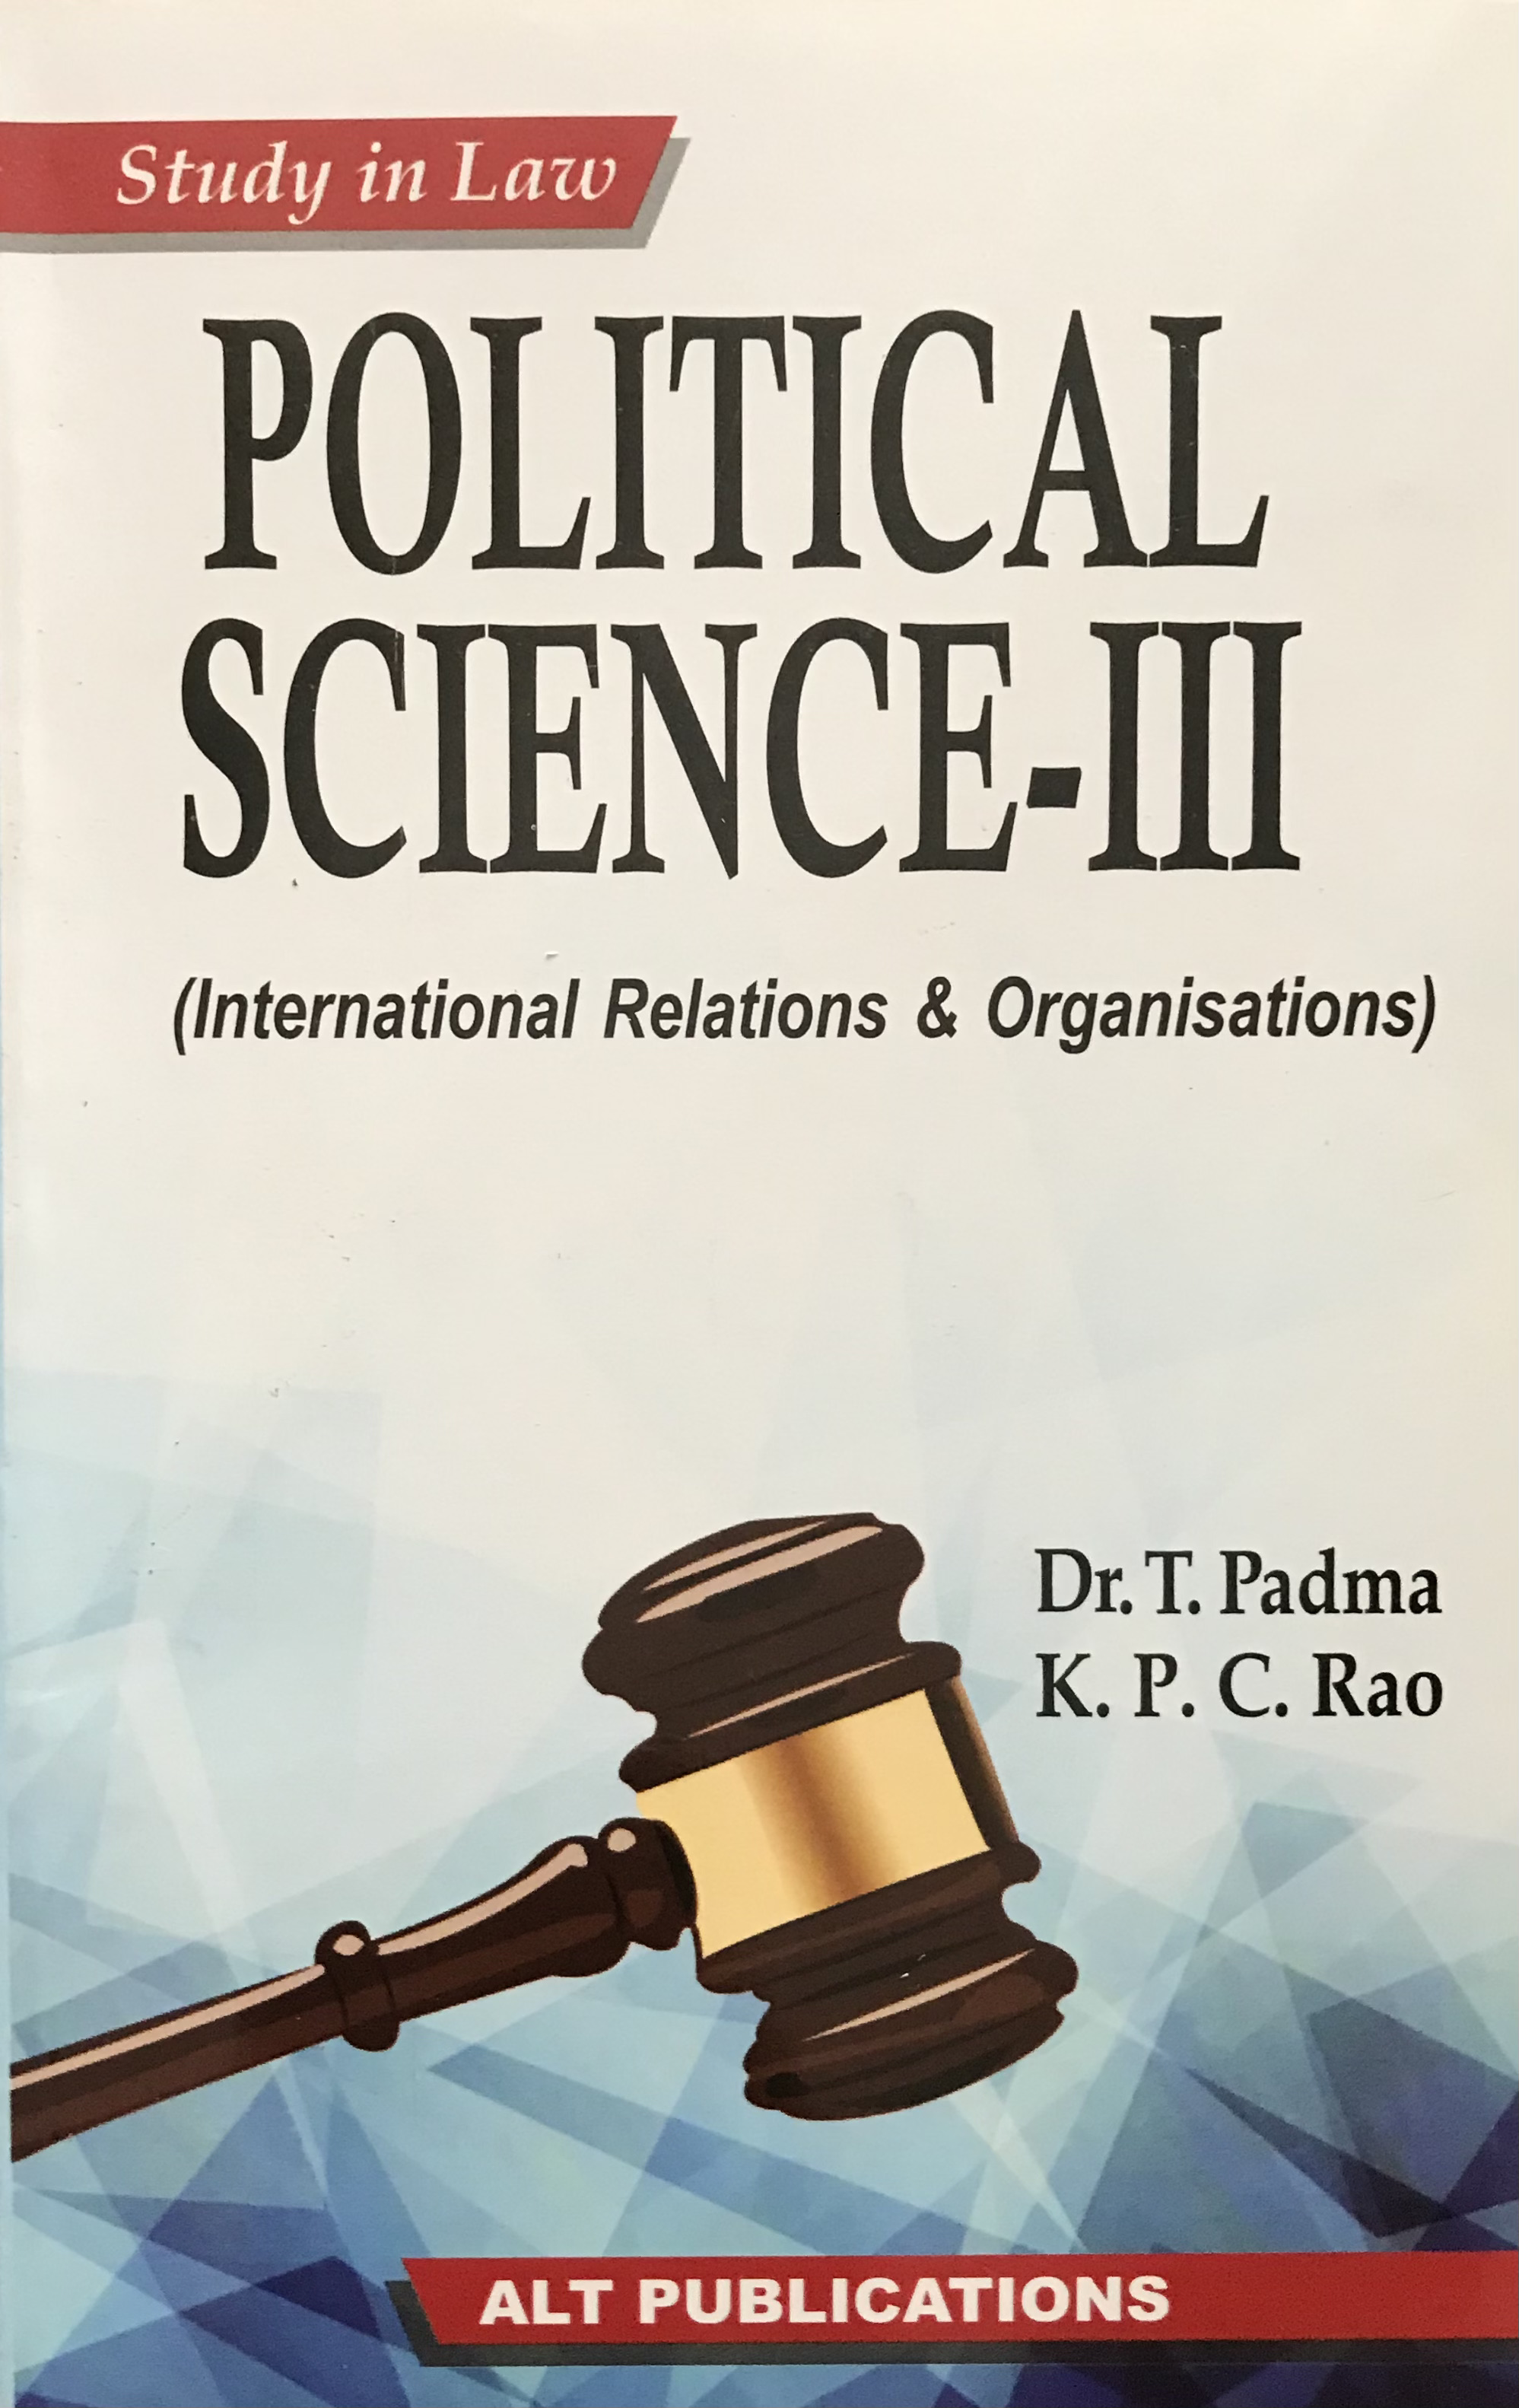 Study in Law
POLITICAL
SCIENCE-III
(International Relations & Organisations)
Dr. T. Padma
K. P. C. Rao
ALT PUBLICATIONS